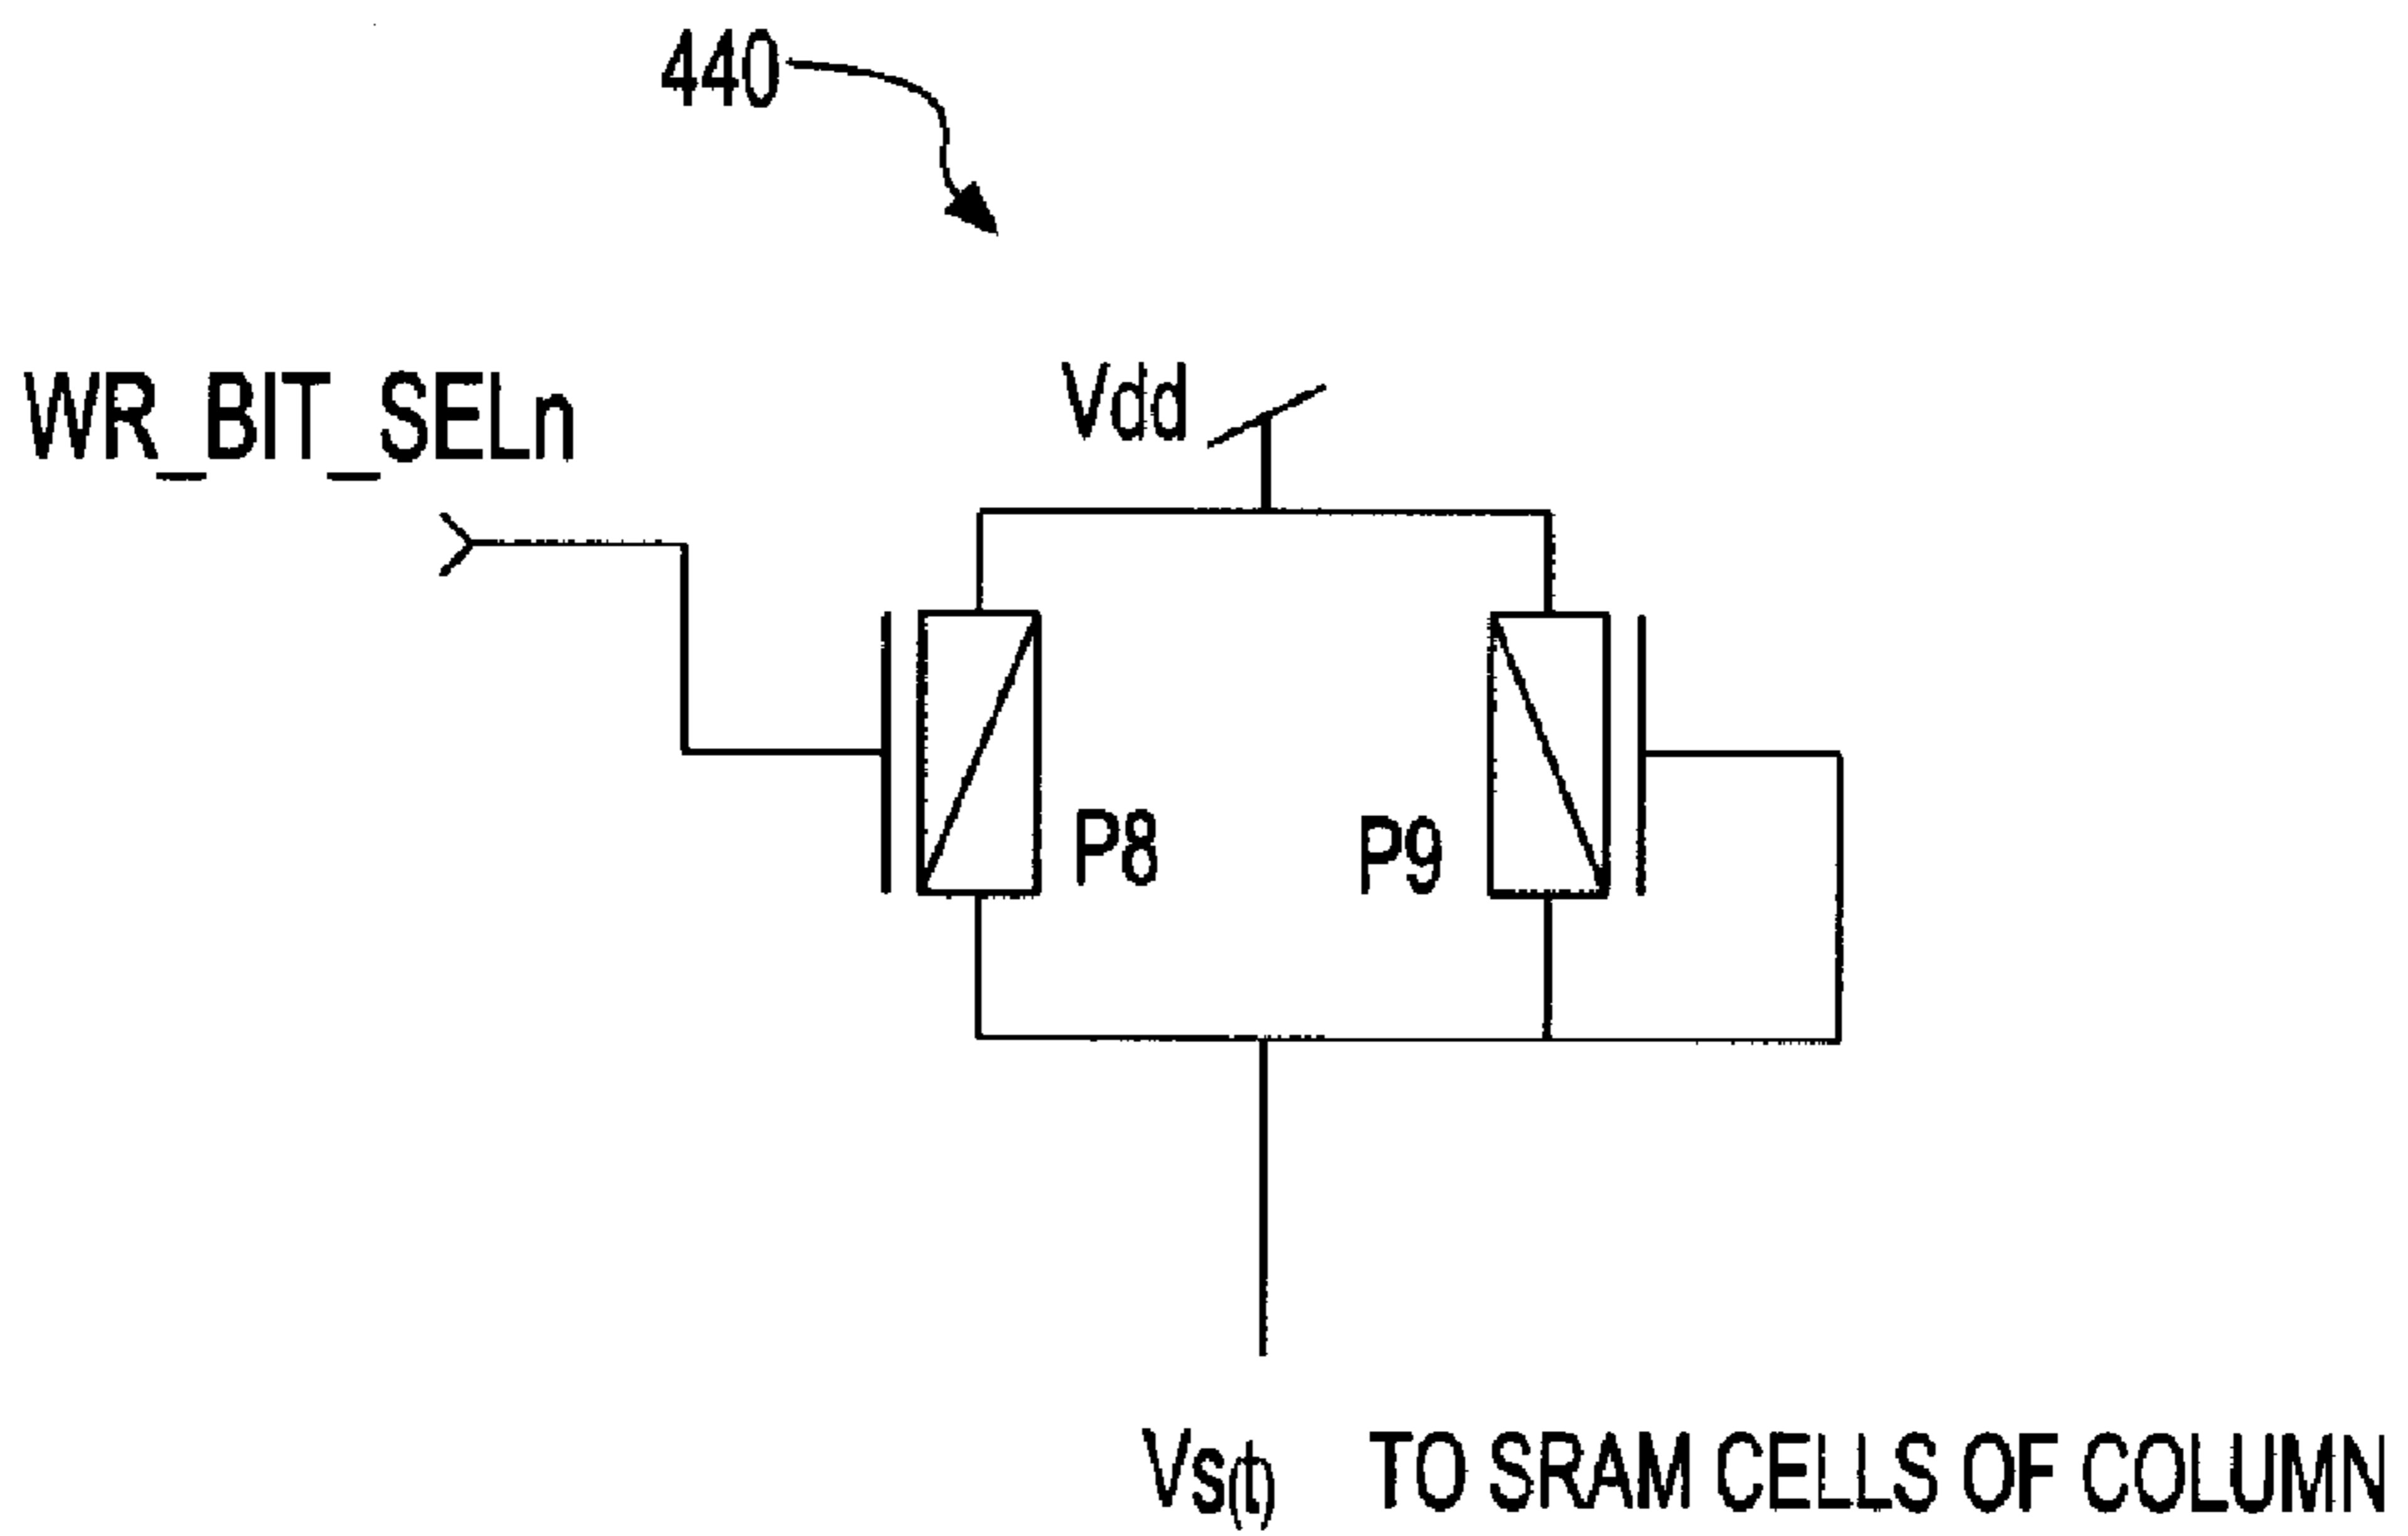 440
WR_BIT_SELn
Vdd
P8
P9
Vs(t) TO SRAM CELLS OF COLUMN